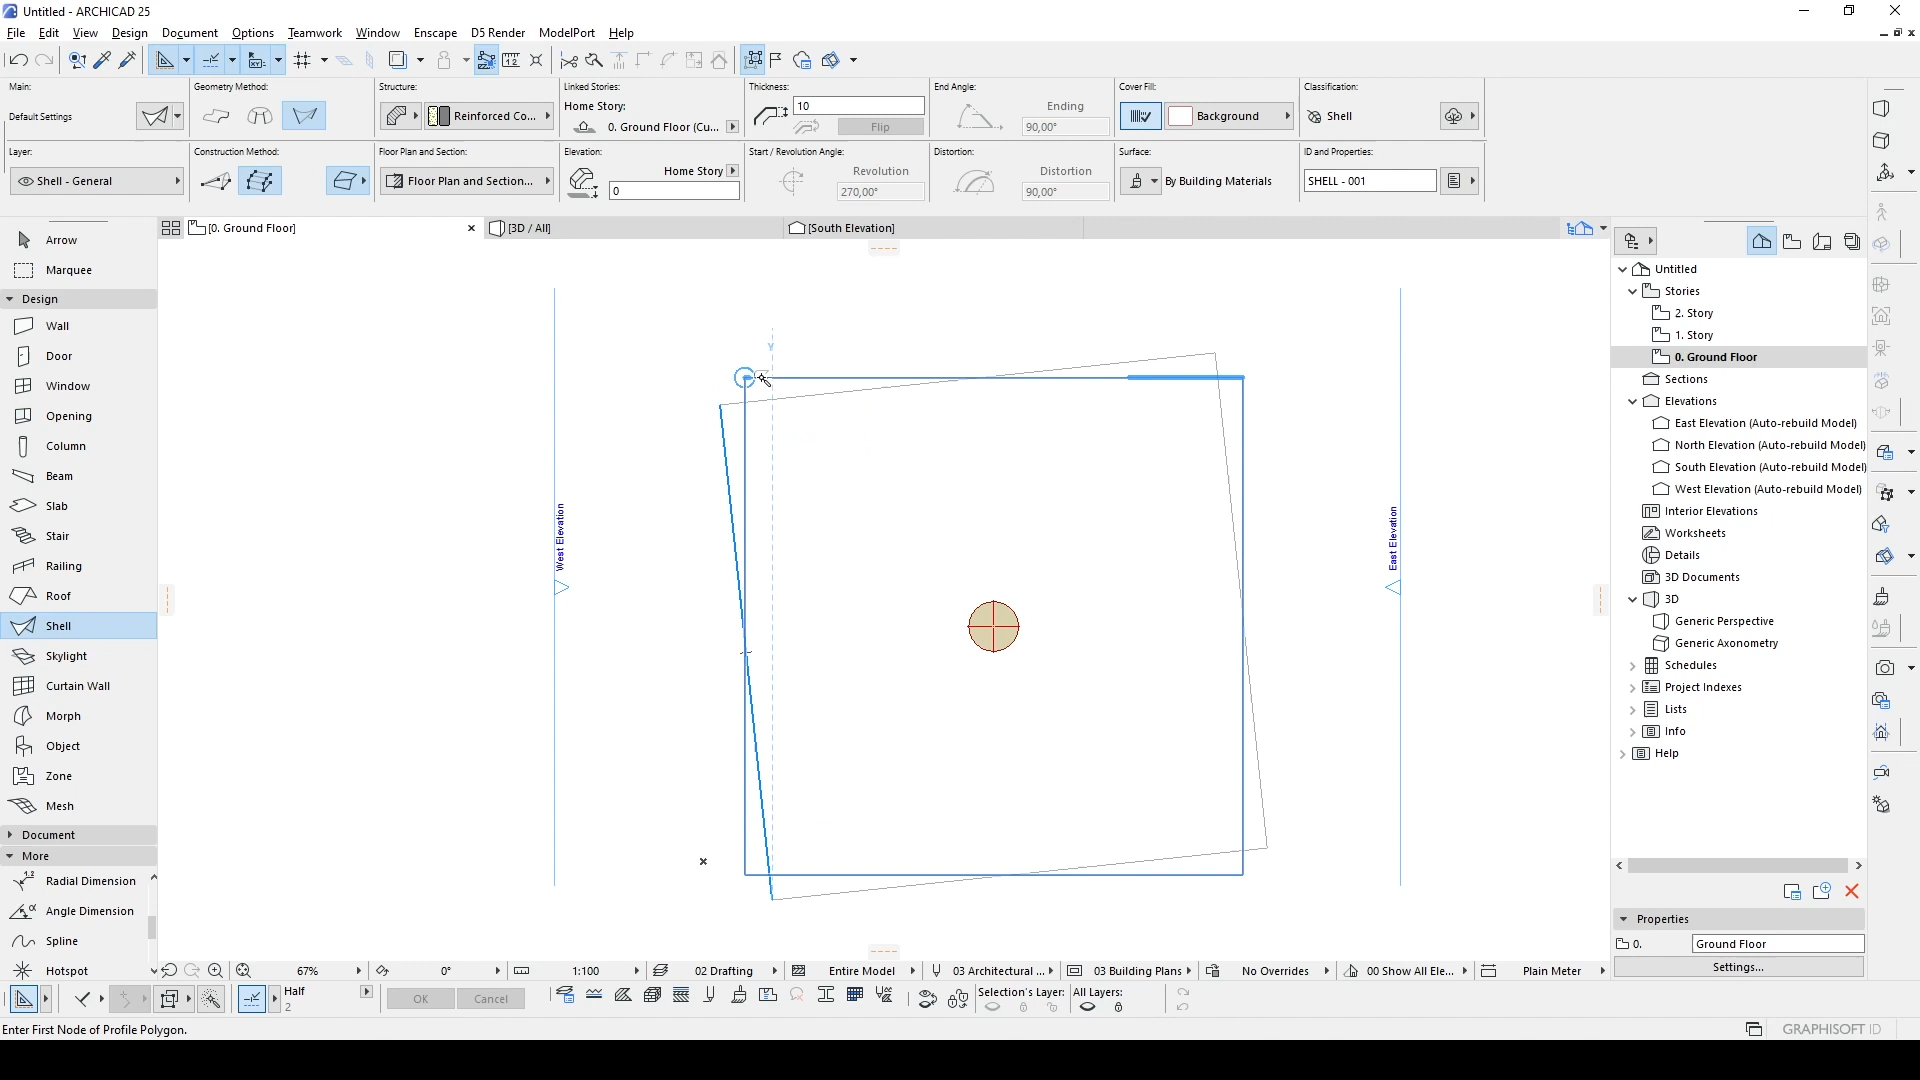 Untitled - ARCHICAD 25
File Edit View Design Document Options Teamwork Window Enscape D5 Render ModelPort Help
Main: Geometry Method: Structure: Linked Stories: Thickness: End Angle: Cover Fill: Classification:
Default Settings Reinforced Co... Home Story: 0. Ground Floor (Cu... 10 Flip Ending 90,00° Background Shell
Layer: Construction Method: Floor Plan and Section: Elevation: Start / Revolution Angle: Distortion: Surface: ID and Properties:
Shell - General Floor Plan and Section... Home Story 0 Revolution 270,00° Distortion 90,00° By Building Materials SHELL - 001
[0. Ground Floor] [3D / All] [South Elevation]
Arrow
Marquee
Design
Wall
Door
Window
Opening
Column
Beam
Slab
Stair
Railing
Roof
Shell
Skylight
Curtain Wall
Morph
Object
Zone
Mesh
Document
More
Radial Dimension
Angle Dimension
Spline
Hotspot
Y
West Elevation
East Elevation
Untitled
Stories
2. Story
1. Story
0. Ground Floor
Sections
Elevations
East Elevation (Auto-rebuild Model)
North Elevation (Auto-rebuild Model)
South Elevation (Auto-rebuild Model)
West Elevation (Auto-rebuild Model)
Interior Elevations
Worksheets
Details
3D Documents
3D
Generic Perspective
Generic Axonometry
Schedules
Project Indexes
Lists
Info
Help
Properties
0. Ground Floor
Settings...
67% 0° 1:100 02 Drafting Entire Model 03 Architectural ... 03 Building Plans No Overrides 00 Show All Ele... Plain Meter
Half
2
OK Cancel Selection's Layer: All Layers:
Enter First Node of Profile Polygon.
GRAPHISOFT ID